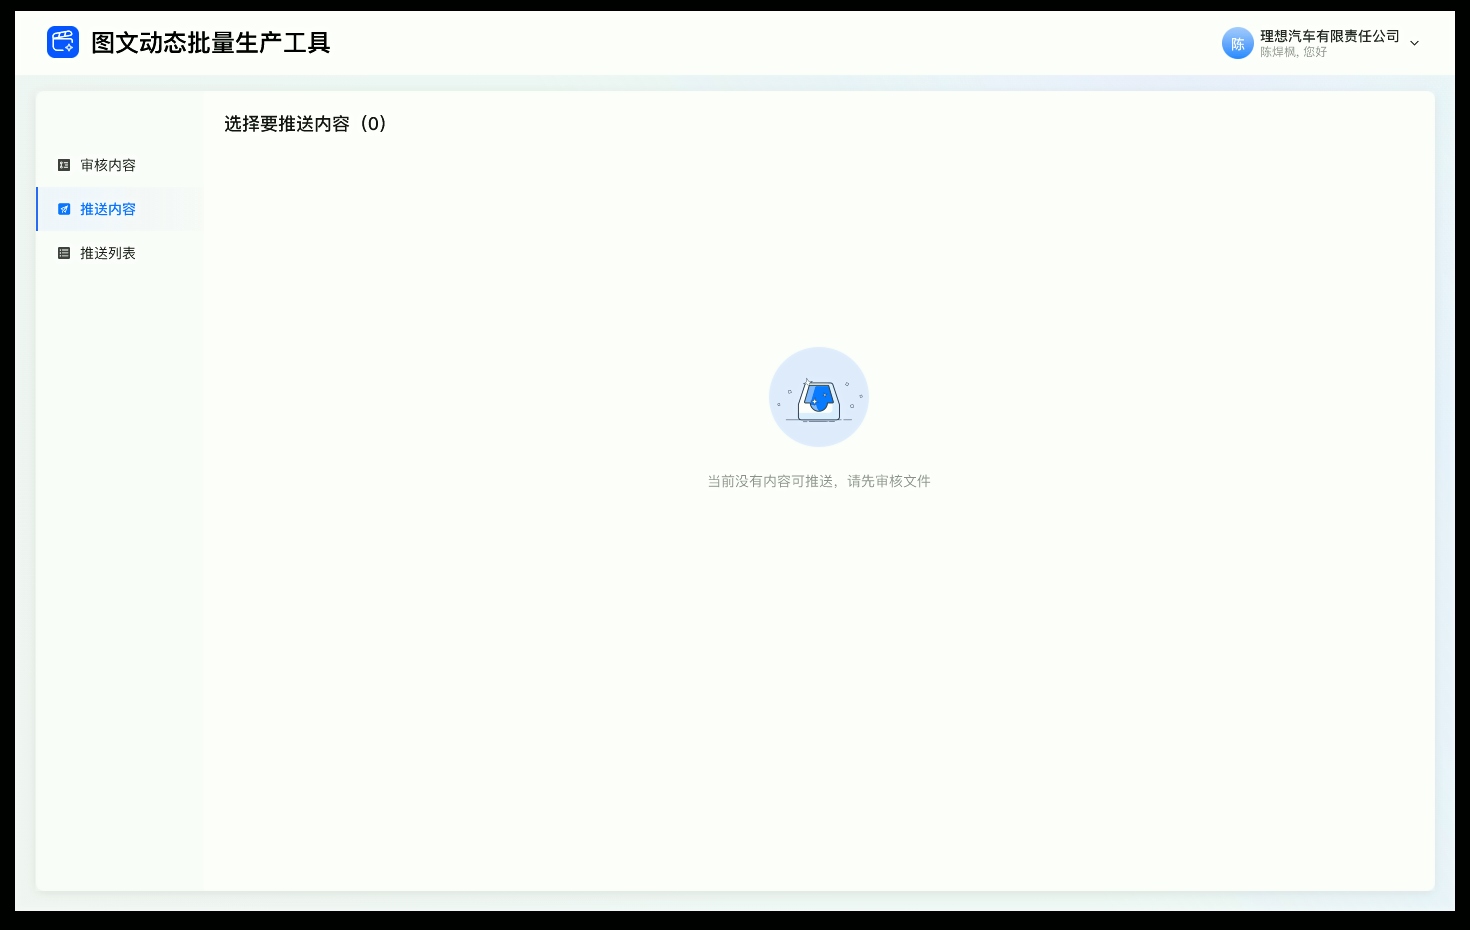 图文动态批量生产工具
陈
理想汽车有限责任公司
陈焊枫, 您好
选择要推送内容（0）
审核内容
推送内容
推送列表
当前没有内容可推送，请先审核文件